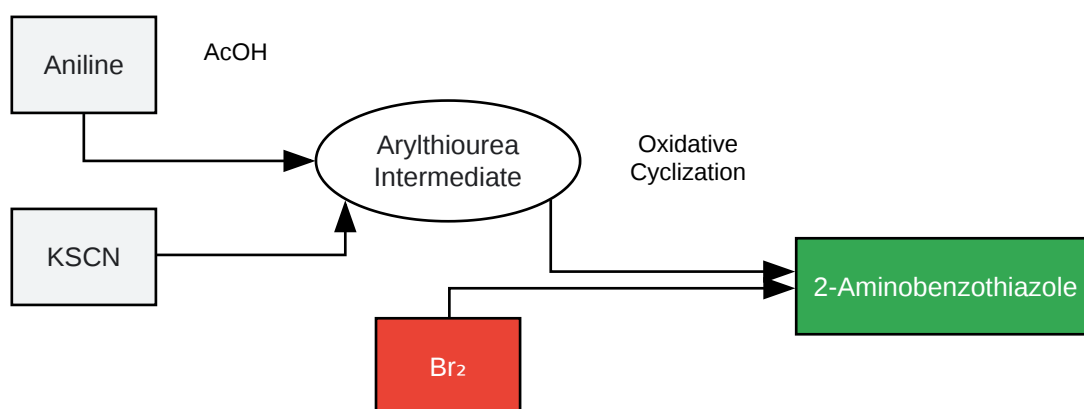 Aniline
AcOH
Arylthiourea
Intermediate
Oxidative
Cyclization
KSCN
2-Aminobenzothiazole
Br₂